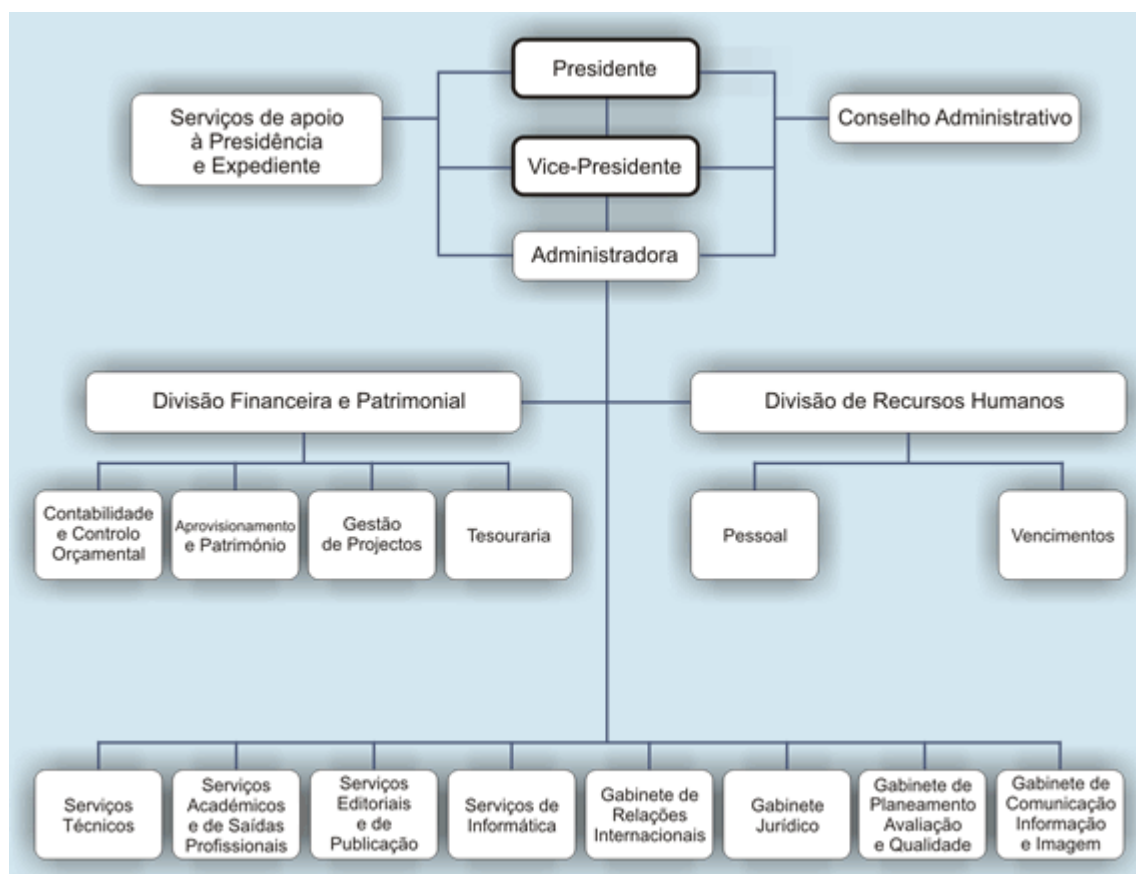 Presidente
Serviços de apoio
à Presidência
e Expediente
Conselho Administrativo
Vice-Presidente
Administradora
Divisão Financeira e Patrimonial
Divisão de Recursos Humanos
Contabilidade
e Controlo
Orçamental
Aprovisionamento
e Património
Gestão
de Projectos
Tesouraria
Pessoal
Vencimentos
Serviços
Técnicos
Serviços
Académicos
e de Saídas
Profissionais
Serviços
Editoriais
e de
Publicação
Serviços de
Informática
Gabinete de
Relações
Internacionais
Gabinete
Jurídico
Gabinete de
Planeamento
Avaliação
e Qualidade
Gabinete de
Comunicação
Informação
e Imagem